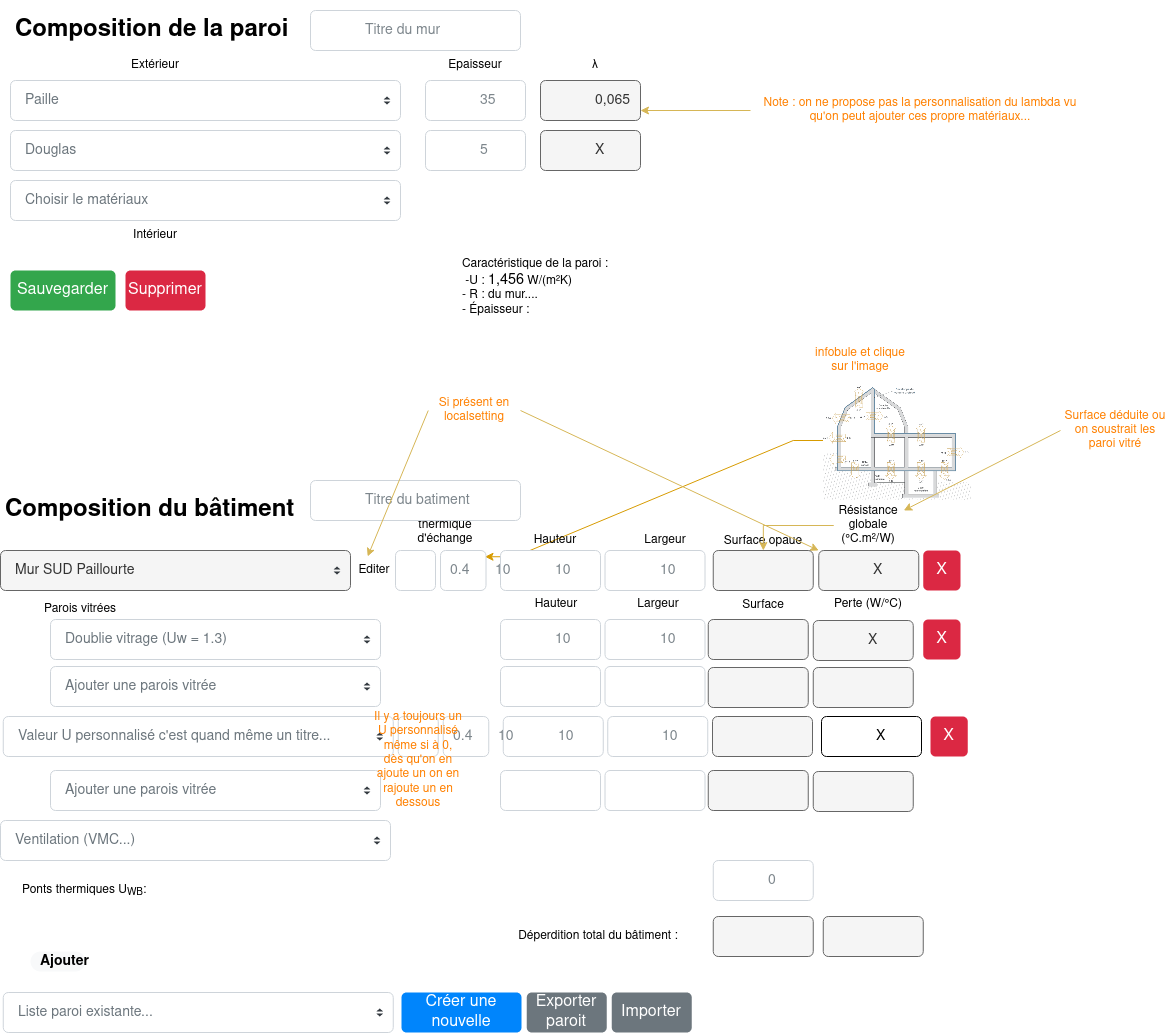 Composition de la paroi
Titre du mur
Extérieur
Epaisseur
λ
Paille
35
0,065
Note : on ne propose pas la personnalisation du lambda vu
qu'on peut ajouter ces propre matériaux...
Douglas
5
X
Choisir le matériaux
Intérieur
Sauvegarder
Supprimer
Caractéristique de la paroi :
-U : 1,456 W/(m²K)
- R : du mur....
- Épaisseur :
infobule et clique
sur l'image
Si présent en
localsetting
Surface déduite ou
on soustrait les
paroi vitré
Composition du bâtiment
Titre du batiment
thermique
d'échange
Hauteur
Largeur
Surface opaue
Résistance
globale
(°C.m²/W)
Mur SUD Paillourte
Editer
0.4
10
10
10
X
X
Parois vitrées
Hauteur
Largeur
Surface
Perte (W/°C)
Doublie vitrage (Uw = 1.3)
10
10
X
X
Ajouter une parois vitrée
Il y a toujours un
U personnalisé
même si à 0,
dès qu'on en
ajoute un on en
rajoute un en
dessous
Valeur U personnalisé c'est quand même un titre...
0.4
10
10
10
X
X
Ajouter une parois vitrée
Ventilation (VMC...)
Ponts thermiques UWB:
0
Déperdition total du bâtiment :
Ajouter
Liste paroi existante...
Créer une
nouvelle
Exporter
paroit
Importer